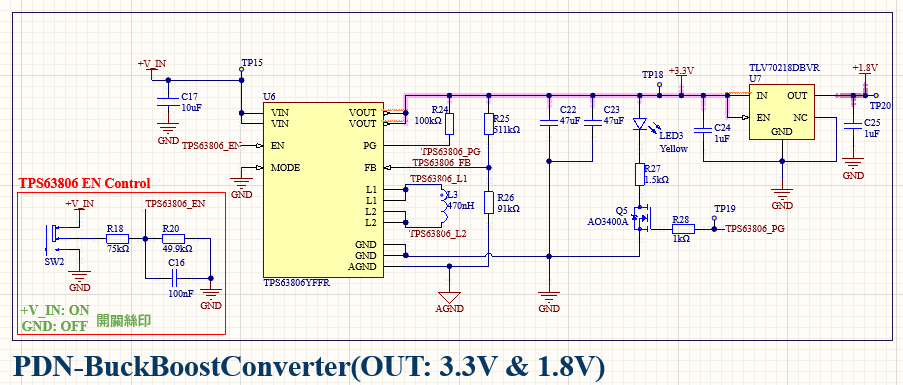 +V_IN
TP15
C17
10uF
GND
U6
VIN
VIN
EN
MODE
TPS63806_EN
GND
VOUT
VOUT
PG
FB
L1
L1
L2
L2
GND
GND
AGND
TPS63806YFFR
R24
100kΩ
R25
511kΩ
TPS63806_PG
TPS63806_FB
TPS63806_L1
L3
470nH
TPS63806_L2
R26
91kΩ
AGND
C22
47uF
C23
47uF
GND
TP18
+3.3V
LED3
Yellow
R27
1.5kΩ
Q5
AO3400A
R28
1kΩ
TP19
TPS63806_PG
C24
1uF
TLV70218DBVR
U7
IN
OUT
EN
NC
GND
GND
+1.8V
TP20
C25
1uF
GND
TPS63806 EN Control
+V_IN
TPS63806_EN
R18
75kΩ
R20
49.9kΩ
SW2
C16
100nF
GND
GND
+V_IN: ON
GND: OFF
開關絲印
PDN-BuckBoostConverter(OUT: 3.3V & 1.8V)